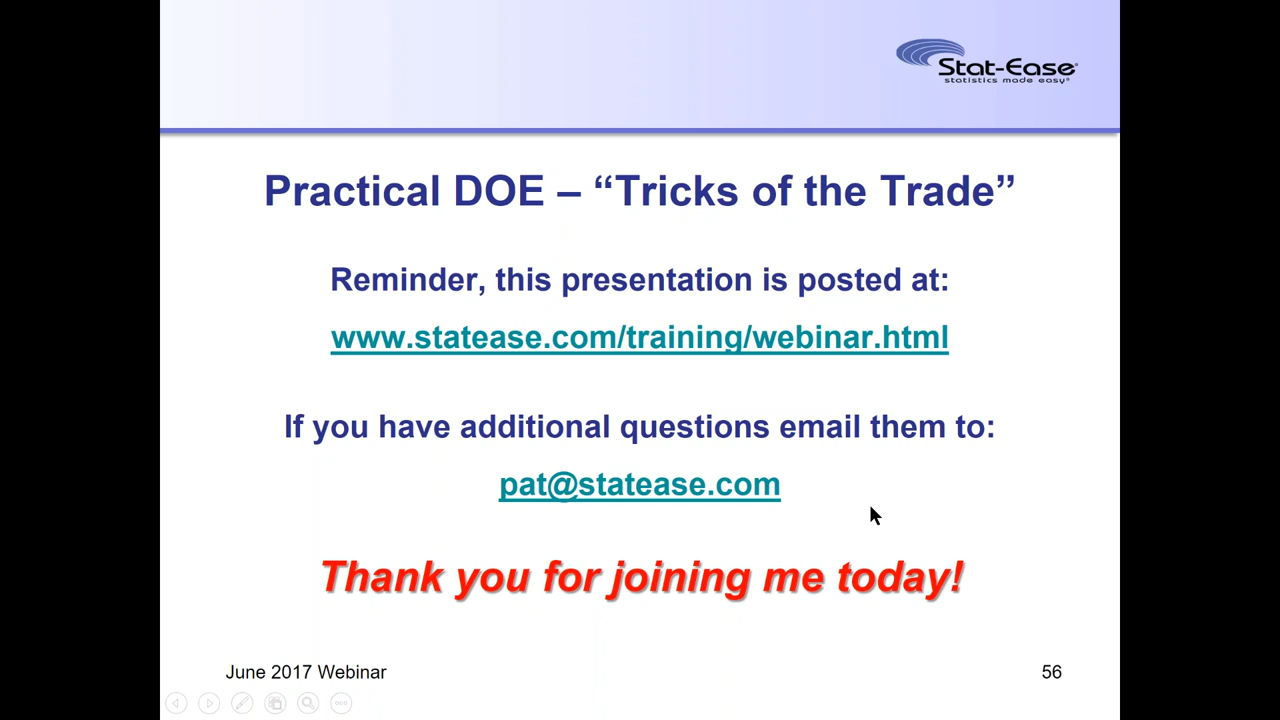 Stat-Ease®
statistics made easy®
Practical DOE – “Tricks of the Trade”
Reminder, this presentation is posted at:
www.statease.com/training/webinar.html
If you have additional questions email them to:
pat@statease.com
Thank you for joining me today!
June 2017 Webinar
56